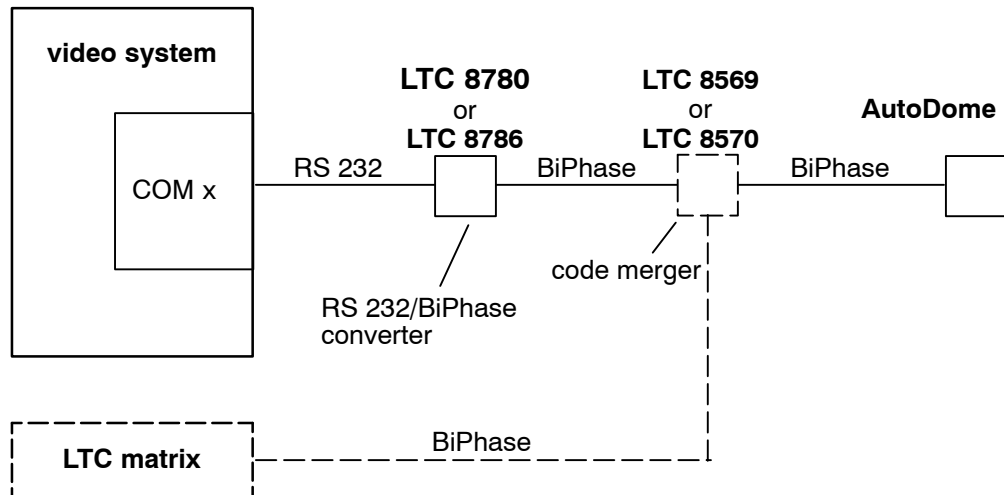 video system
COM x
RS 232
LTC 8780
or
LTC 8786
RS 232/BiPhase
converter
BiPhase
LTC 8569
or
LTC 8570
code merger
BiPhase
AutoDome
LTC matrix
BiPhase